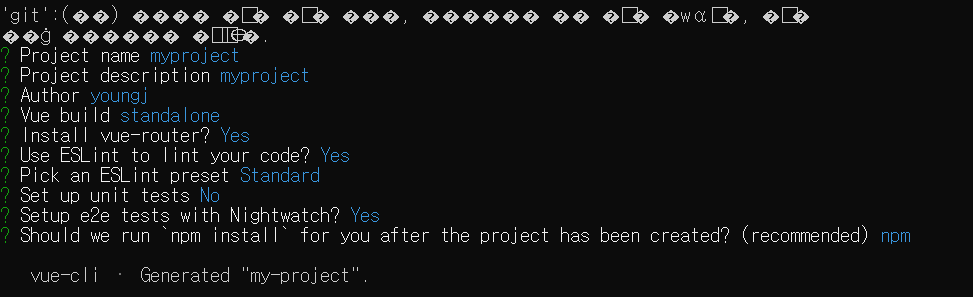 'git':(
? Project name myproject
? Project description myproject
? Author youngj
? Vue build standalone
? Install vue-router? Yes
? Use ESLint to lint your code? Yes
? Pick an ESLint preset Standard
? Set up unit tests No
? Setup e2e tests with Nightwatch? Yes
? Should we run `npm install` for you after the project has been created? (recommended) npm
vue-cli · Generated "my-project".